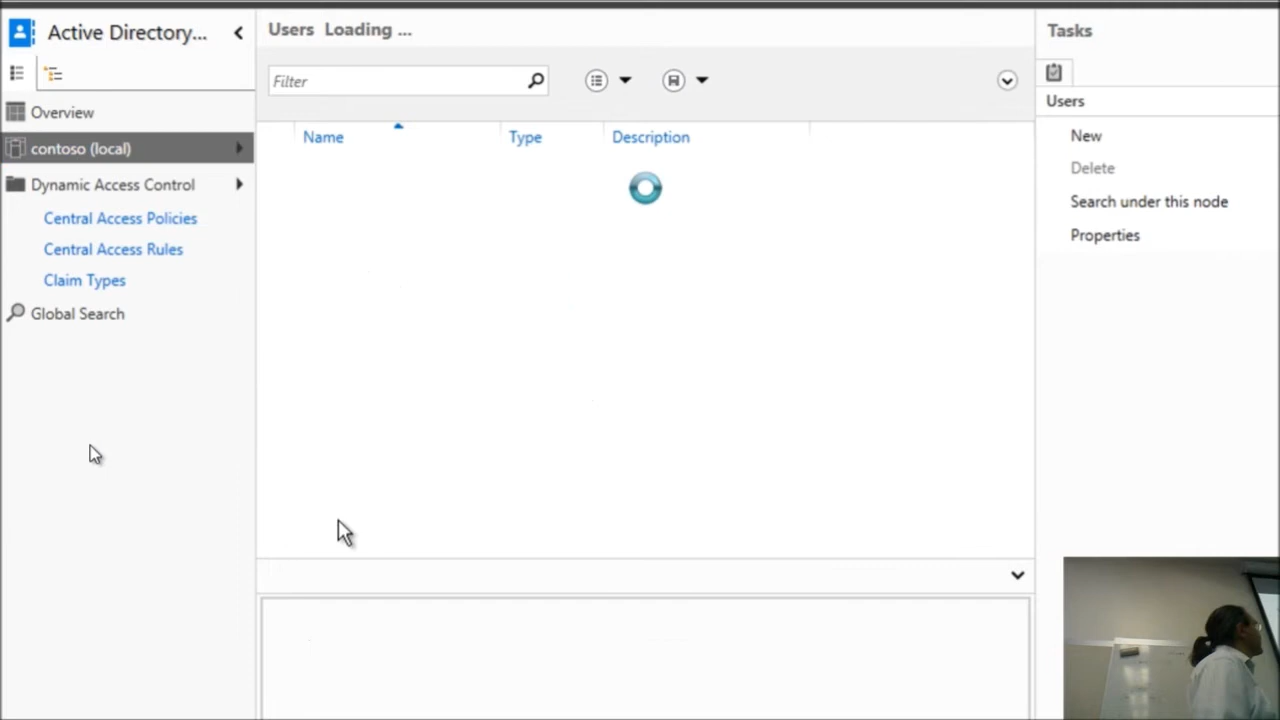 Active Directory...
Users Loading ...
Tasks
Filter
Overview
contoso (local)
Dynamic Access Control
Central Access Policies
Central Access Rules
Claim Types
Global Search
Name
Type
Description
Users
New
Delete
Search under this node
Properties